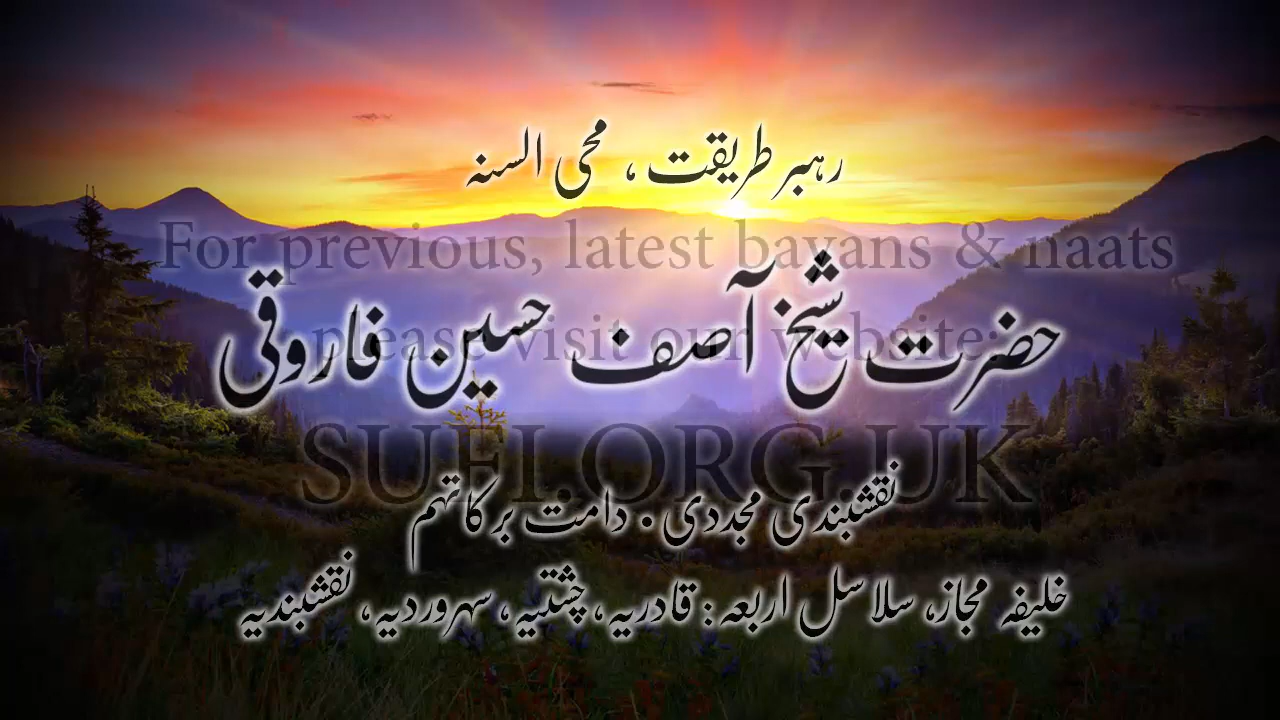 رہبر طریقت، محی السنہ
For previous, latest bayans & naats
حضرت شیخ آصف حسین فاروقی
please visit our website:
SUFI.ORG.UK
نقشبندی مجددی . دامت برکاتہم
خلیفہ مجاز، سلاسل اربعہ: قادریہ، چشتیہ، سہروردیہ، نقشبندیہ